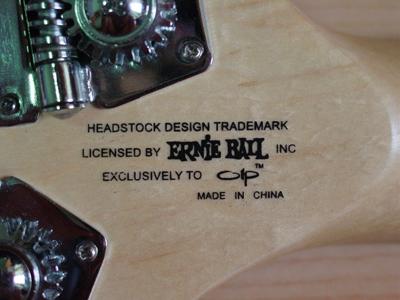 HEADSTOCK DESIGN TRADEMARK
LICENSED BY ERNIE BALL INC
EXCLUSIVELY TO OLP™
MADE IN CHINA